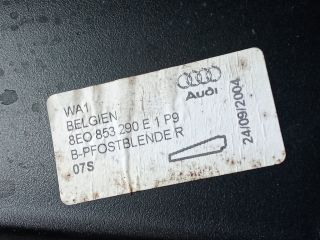 WA1
BELGIEN
8E0 853 290 E 1 P9
B-PFOSTBLENDE R
07S
Audi
24/09/2004